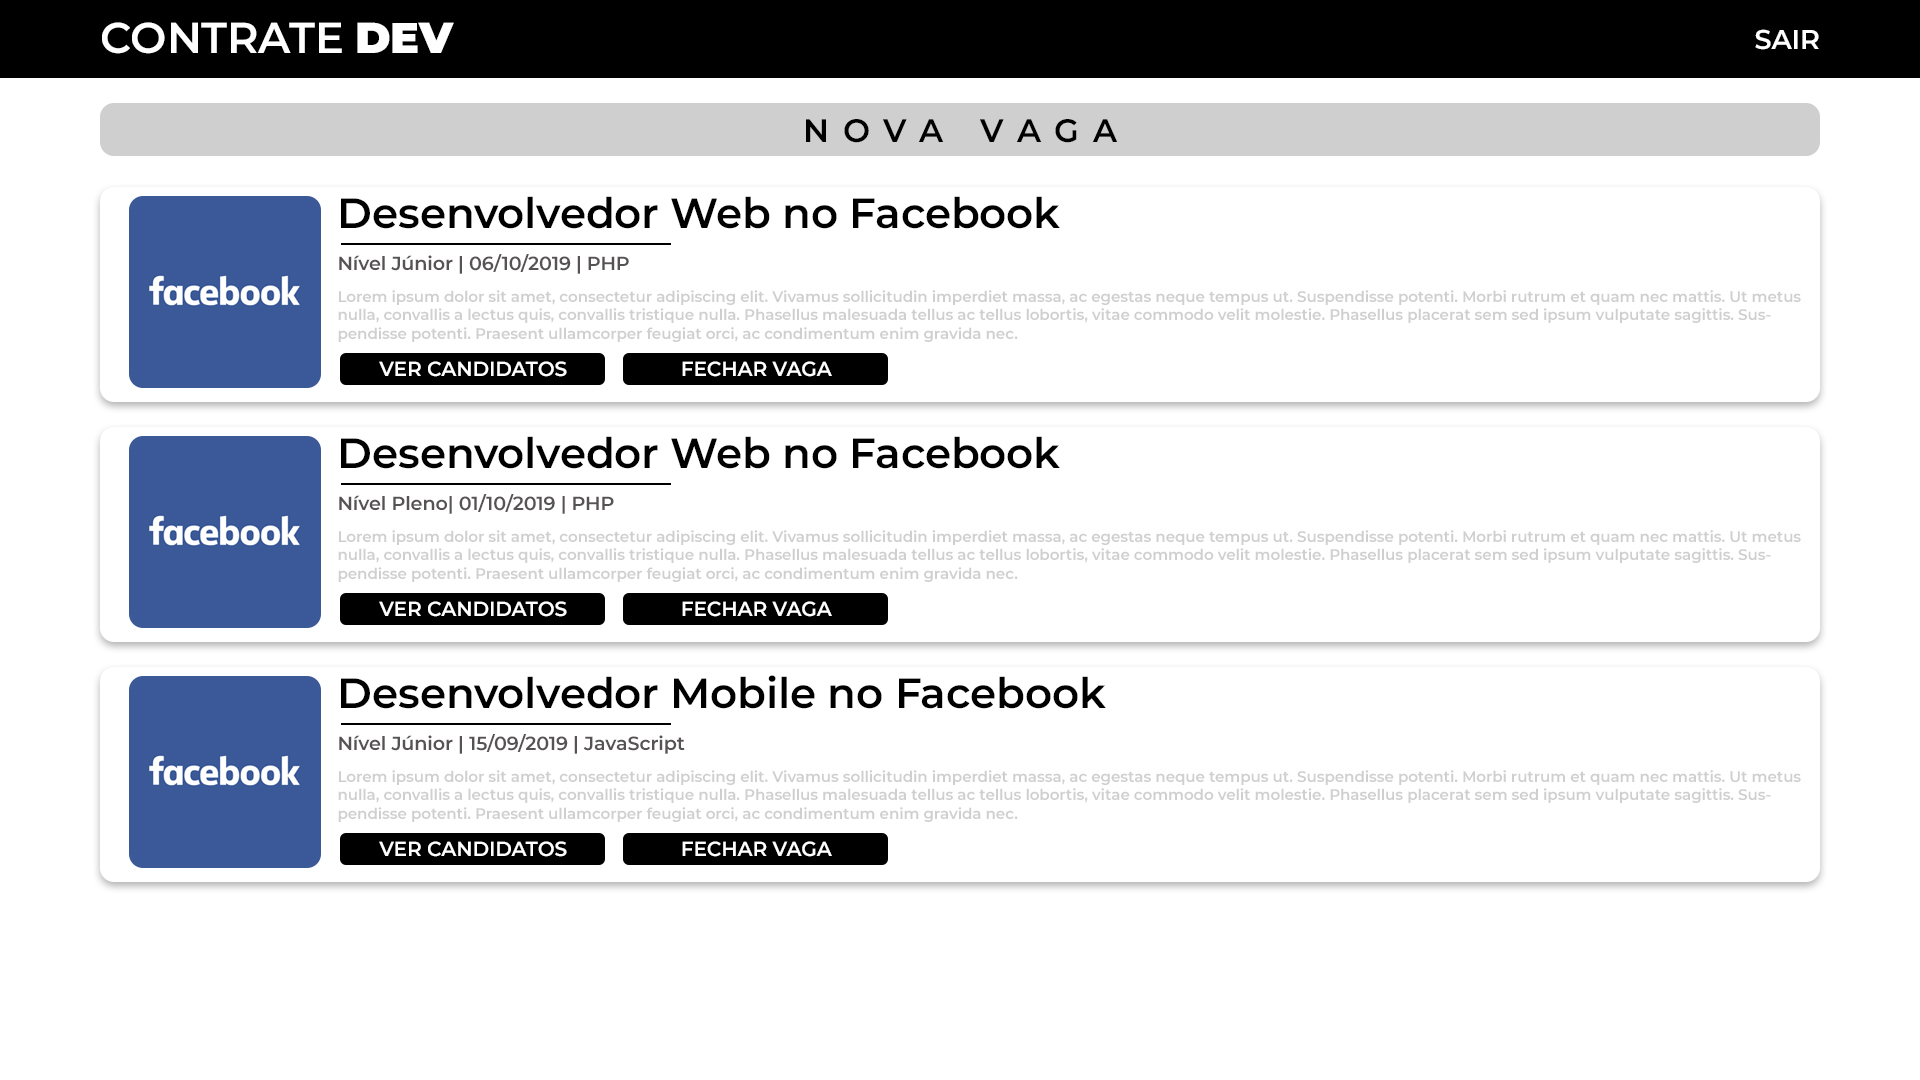 CONTRATE DEV
SAIR
NOVA VAGA
facebook
Desenvolvedor Web no Facebook
Nível Júnior | 06/10/2019 | PHP
Lorem ipsum dolor sit amet, consectetur adipiscing elit. Vivamus sollicitudin imperdiet massa, ac egestas neque tempus ut. Suspendisse potenti. Morbi rutrum et quam nec mattis. Ut metus
nulla, convallis a lectus quis, convallis tristique nulla. Phasellus malesuada tellus ac tellus lobortis, vitae commodo velit molestie. Phasellus placerat sem sed ipsum vulputate sagittis. Sus-
pendisse potenti. Praesent ullamcorper feugiat orci, ac condimentum enim gravida nec.
VER CANDIDATOS
FECHAR VAGA
facebook
Desenvolvedor Web no Facebook
Nível Pleno| 01/10/2019 | PHP
Lorem ipsum dolor sit amet, consectetur adipiscing elit. Vivamus sollicitudin imperdiet massa, ac egestas neque tempus ut. Suspendisse potenti. Morbi rutrum et quam nec mattis. Ut metus
nulla, convallis a lectus quis, convallis tristique nulla. Phasellus malesuada tellus ac tellus lobortis, vitae commodo velit molestie. Phasellus placerat sem sed ipsum vulputate sagittis. Sus-
pendisse potenti. Praesent ullamcorper feugiat orci, ac condimentum enim gravida nec.
VER CANDIDATOS
FECHAR VAGA
facebook
Desenvolvedor Mobile no Facebook
Nível Júnior | 15/09/2019 | JavaScript
Lorem ipsum dolor sit amet, consectetur adipiscing elit. Vivamus sollicitudin imperdiet massa, ac egestas neque tempus ut. Suspendisse potenti. Morbi rutrum et quam nec mattis. Ut metus
nulla, convallis a lectus quis, convallis tristique nulla. Phasellus malesuada tellus ac tellus lobortis, vitae commodo velit molestie. Phasellus placerat sem sed ipsum vulputate sagittis. Sus-
pendisse potenti. Praesent ullamcorper feugiat orci, ac condimentum enim gravida nec.
VER CANDIDATOS
FECHAR VAGA